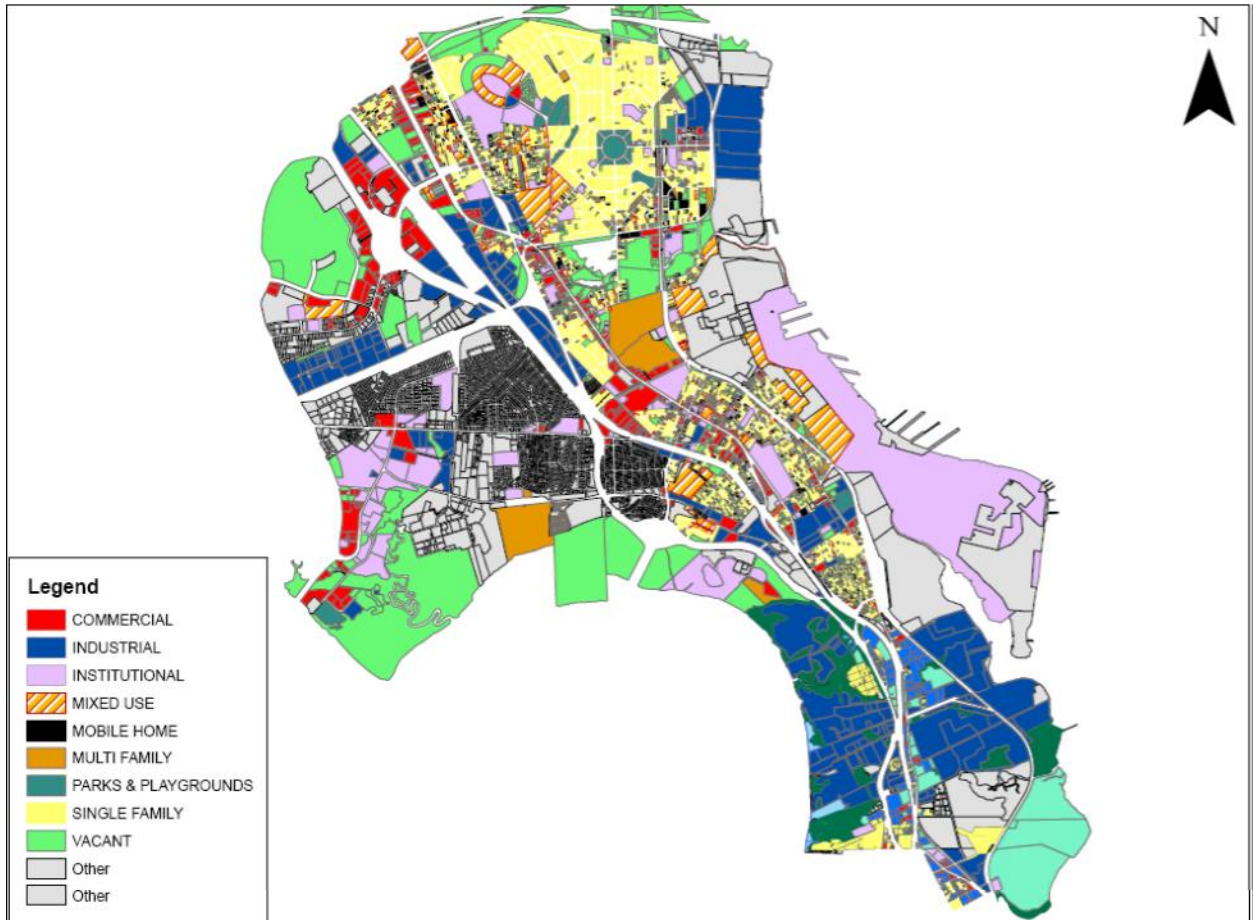 N
Legend
COMMERCIAL
INDUSTRIAL
INSTITUTIONAL
MIXED USE
MOBILE HOME
MULTI FAMILY
PARKS & PLAYGROUNDS
SINGLE FAMILY
VACANT
Other
Other